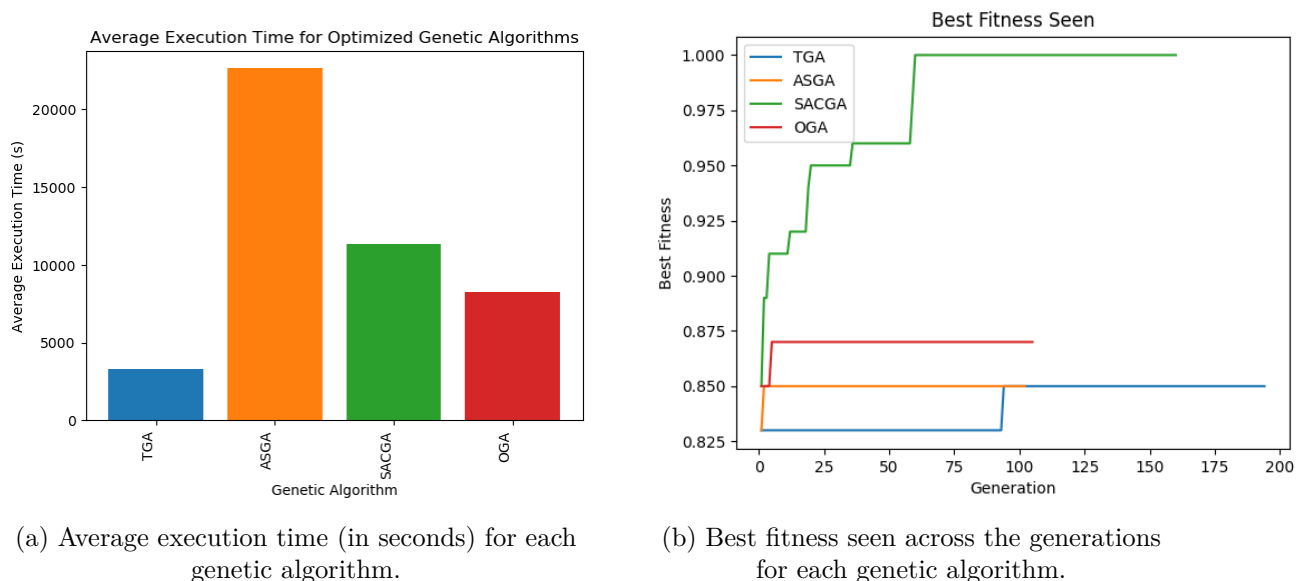 Average Execution Time for Optimized Genetic Algorithms
Average Execution Time (s)
20000
15000
10000
5000
0
TGA
ASGA
SACGA
OGA
Genetic Algorithm
(a) Average execution time (in seconds) for each
genetic algorithm.
Best Fitness Seen
TGA
ASGA
SACGA
OGA
Best Fitness
1.000
0.975
0.950
0.925
0.900
0.875
0.850
0.825
0
25
50
75
100
125
150
175
200
Generation
(b) Best fitness seen across the generations
for each genetic algorithm.